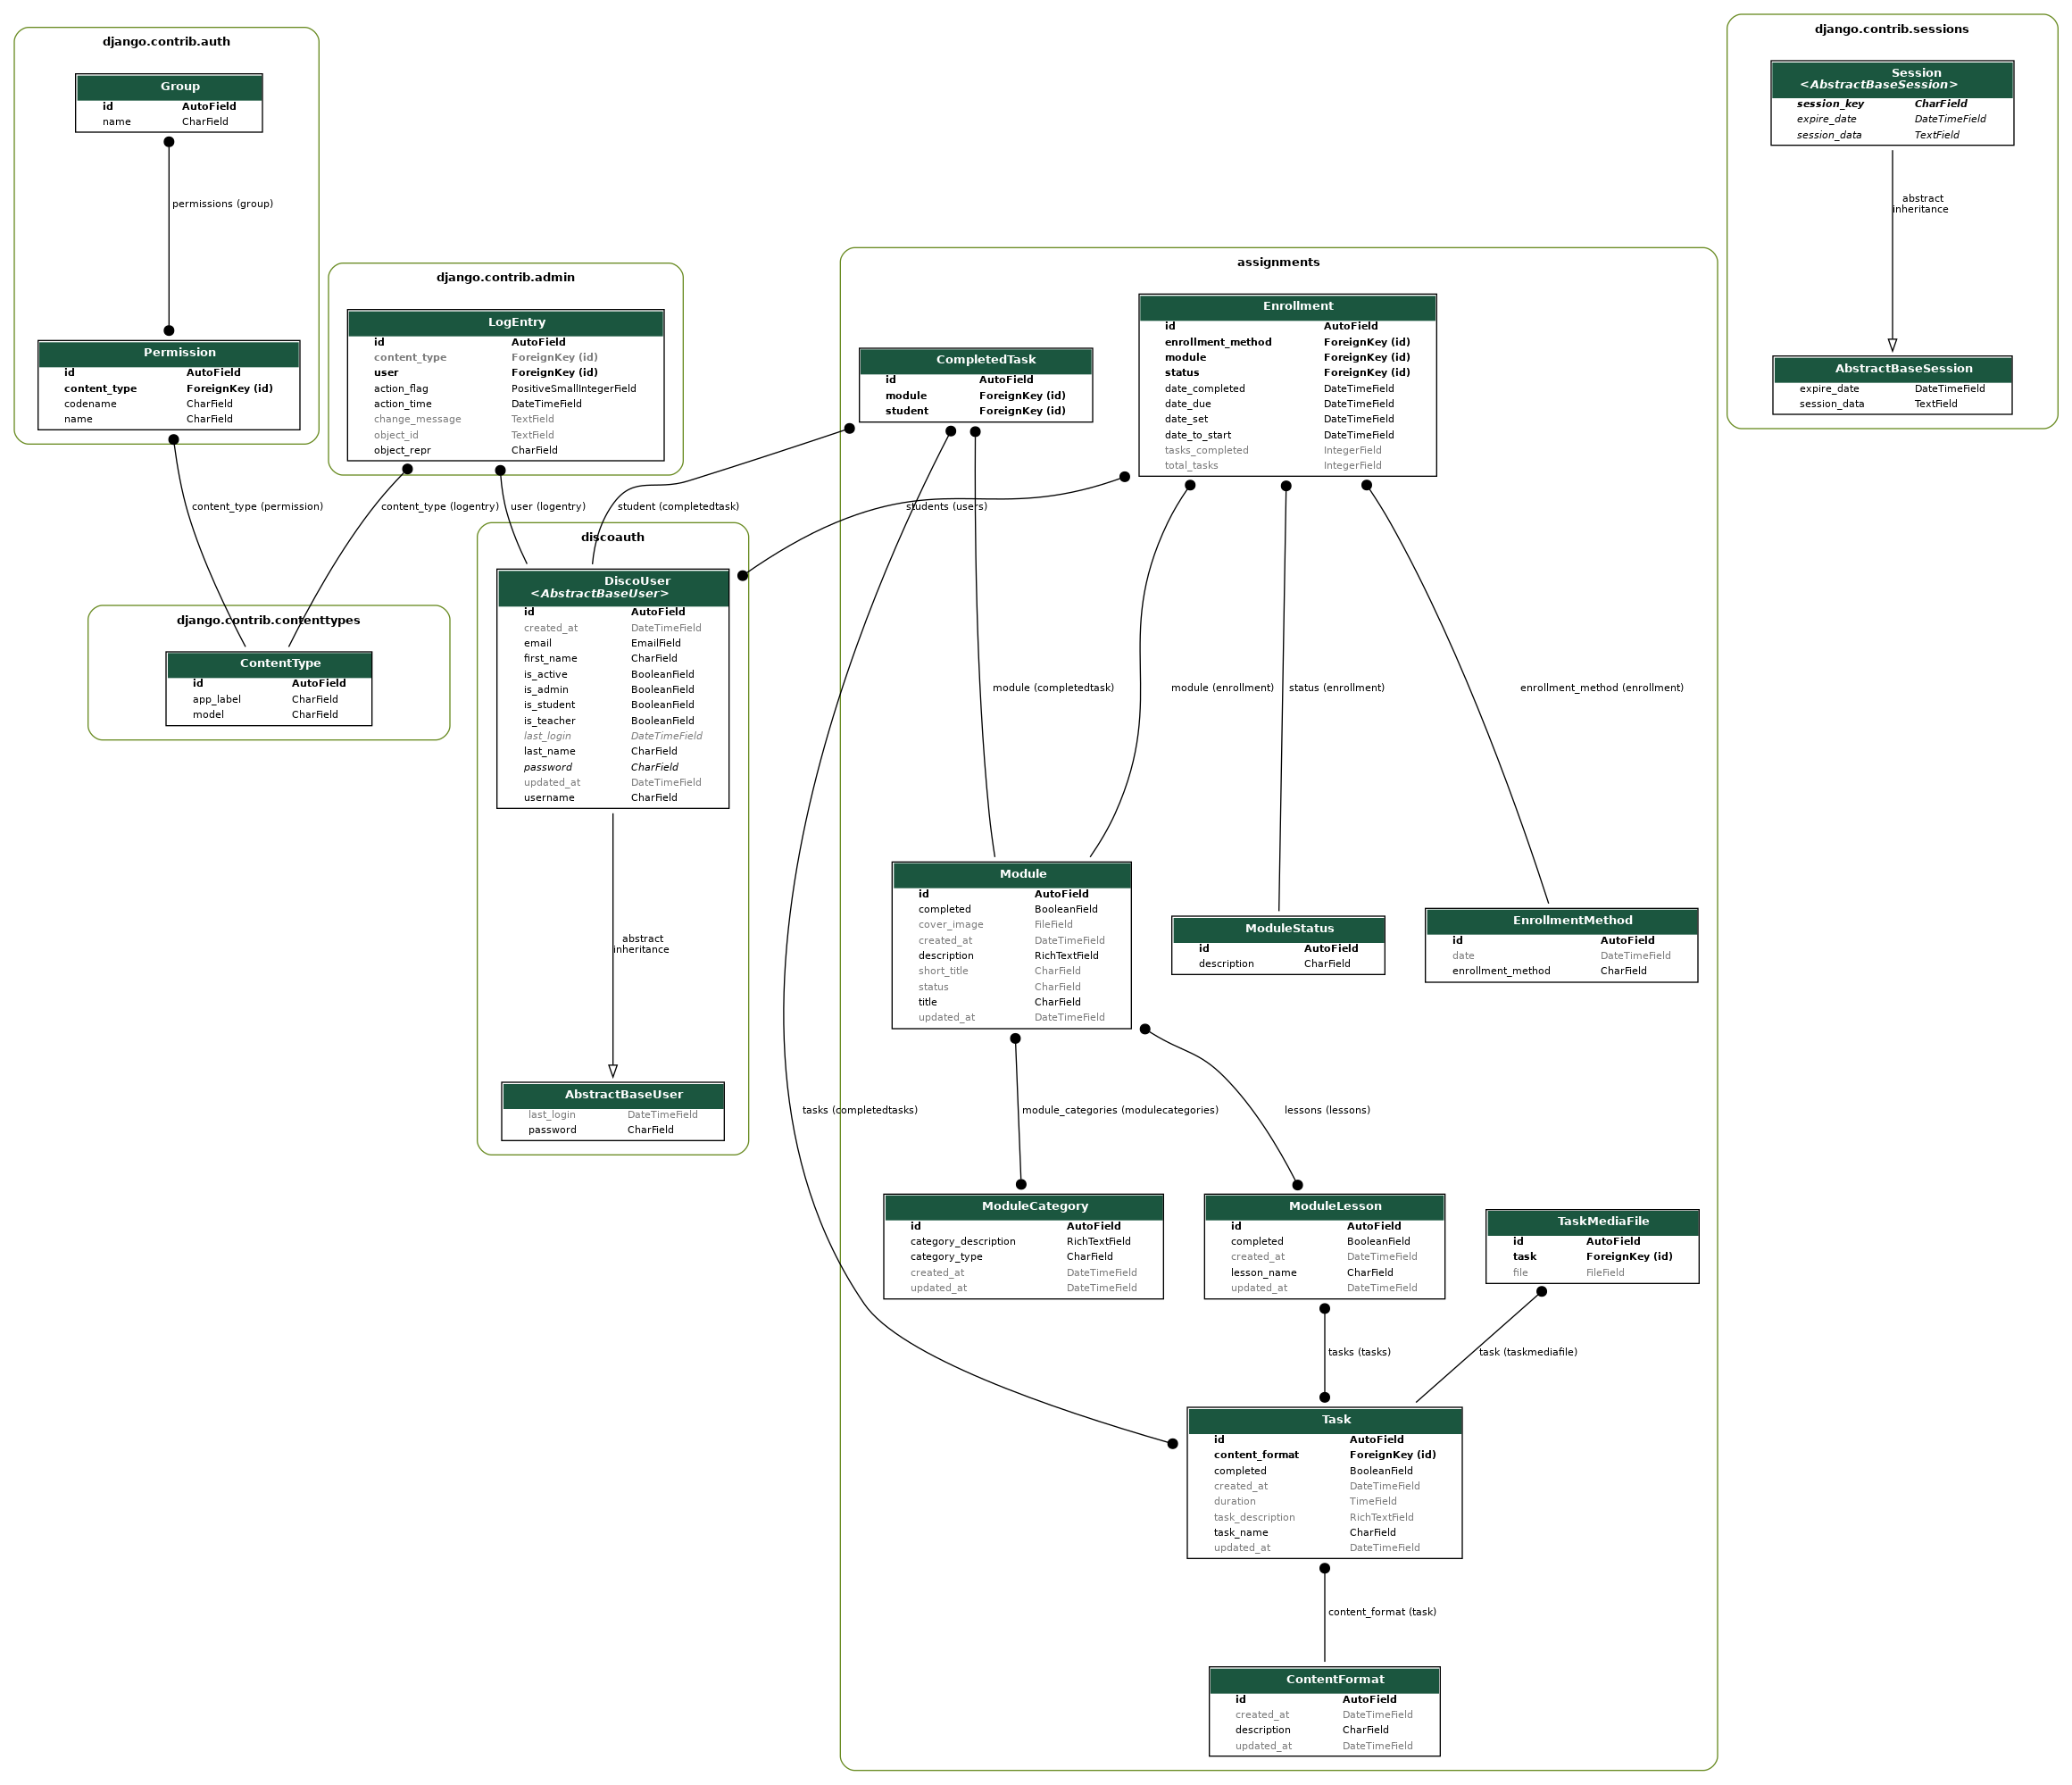 django.contrib.auth
Group
id AutoField
name CharField
permissions (group)
Permission
id AutoField
content_type ForeignKey (id)
codename CharField
name CharField
django.contrib.admin
LogEntry
id AutoField
content_type ForeignKey (id)
user ForeignKey (id)
action_flag PositiveSmallIntegerField
action_time DateTimeField
change_message TextField
object_id TextField
object_repr CharField
content_type (permission)
content_type (logentry)
user (logentry)
student (completedtask)
students (users)
django.contrib.contenttypes
ContentType
id AutoField
app_label CharField
model CharField
discoauth
DiscoUser
<AbstractBaseUser>
id AutoField
created_at DateTimeField
email EmailField
first_name CharField
is_active BooleanField
is_admin BooleanField
is_student BooleanField
is_teacher BooleanField
last_login DateTimeField
last_name CharField
password CharField
updated_at DateTimeField
username CharField
abstract
inheritance
AbstractBaseUser
last_login DateTimeField
password CharField
assignments
Enrollment
id AutoField
enrollment_method ForeignKey (id)
module ForeignKey (id)
status ForeignKey (id)
date_completed DateTimeField
date_due DateTimeField
date_set DateTimeField
date_to_start DateTimeField
tasks_completed IntegerField
total_tasks IntegerField
CompletedTask
id AutoField
module ForeignKey (id)
student ForeignKey (id)
module (completedtask)
module (enrollment)
status (enrollment)
enrollment_method (enrollment)
Module
id AutoField
completed BooleanField
cover_image FileField
created_at DateTimeField
description RichTextField
short_title CharField
status CharField
title CharField
updated_at DateTimeField
ModuleStatus
id AutoField
description CharField
EnrollmentMethod
id AutoField
date DateTimeField
enrollment_method CharField
tasks (completedtasks)
module_categories (modulecategories)
lessons (lessons)
ModuleCategory
id AutoField
category_description RichTextField
category_type CharField
created_at DateTimeField
updated_at DateTimeField
ModuleLesson
id AutoField
completed BooleanField
created_at DateTimeField
lesson_name CharField
updated_at DateTimeField
TaskMediaFile
id AutoField
task ForeignKey (id)
file FileField
tasks (tasks)
task (taskmediafile)
Task
id AutoField
content_format ForeignKey (id)
completed BooleanField
created_at DateTimeField
duration TimeField
task_description RichTextField
task_name CharField
updated_at DateTimeField
content_format (task)
ContentFormat
id AutoField
created_at DateTimeField
description CharField
updated_at DateTimeField
django.contrib.sessions
Session
<AbstractBaseSession>
session_key CharField
expire_date DateTimeField
session_data TextField
abstract
inheritance
AbstractBaseSession
expire_date DateTimeField
session_data TextField